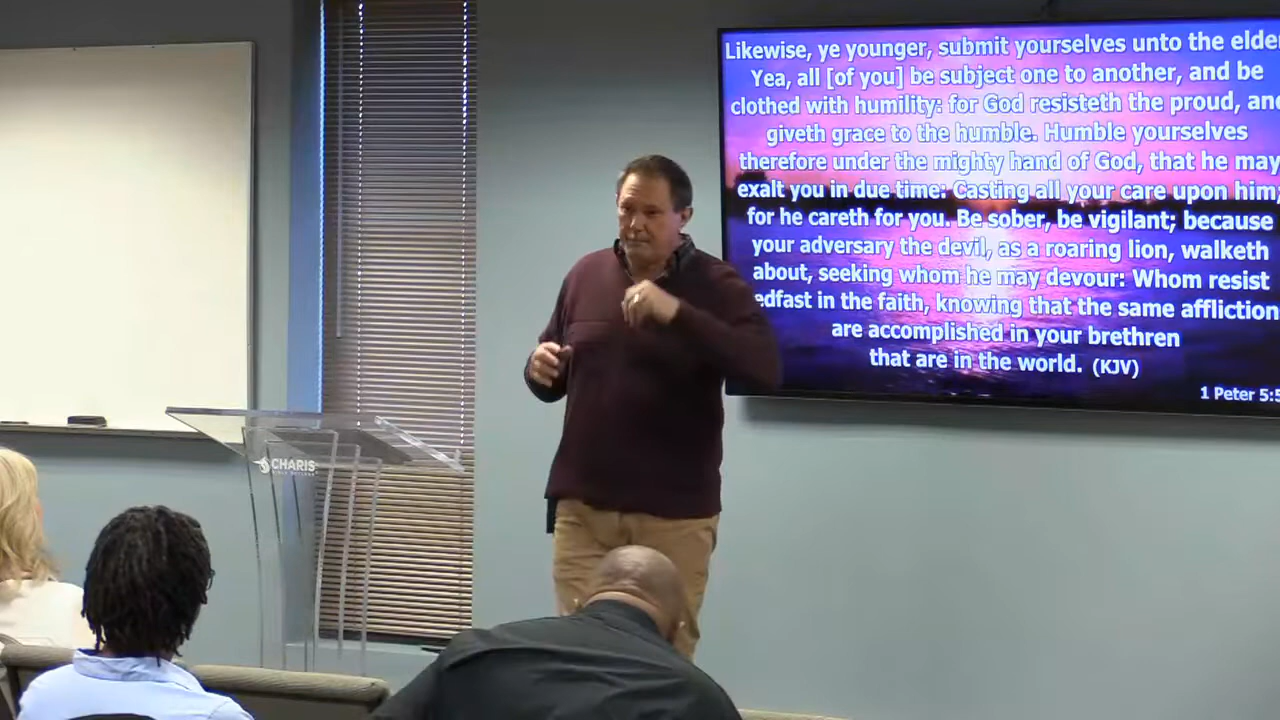 Likewise, ye younger, submit yourselves unto the elder
Yea, all [of you] be subject one to another, and be
clothed with humility: for God resisteth the proud, and
giveth grace to the humble. Humble yourselves
therefore under the mighty hand of God, that he may
exalt you in due time: Casting all your care upon him;
for he careth for you. Be sober, be vigilant; because
your adversary the devil, as a roaring lion, walketh
about, seeking whom he may devour: Whom resist
edfast in the faith, knowing that the same affliction
are accomplished in your brethren
that are in the world. (KJV)
1 Peter 5:5
CHARIS